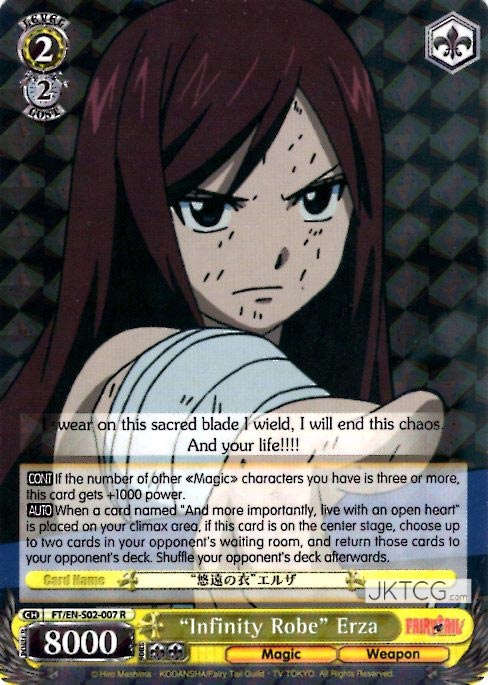 LEVEL
2
2
COST
I swear on this sacred blade I wield, I will end this chaos.
And your life!!!!
CONT If the number of other «Magic» characters you have is three or more,
this card gets +1000 power.
AUTO When a card named "And more importantly, live with an open heart"
is placed on your climax area, if this card is on the center stage, choose up
to two cards in your opponent's waiting room, and return those cards to
your opponent's deck. Shuffle your opponent's deck afterwards.
Card Name "悠遠の衣"エルザ
JKTCG.com
CH FT/EN-S02-007 R
POWER 8000 "Infinity Robe" Erza FAIRY TAIL
SOUL Magic Weapon
© Hiro Mashima・KODANSHA/Fairy Tail Guild・TV TOKYO. All Rights Reserved.